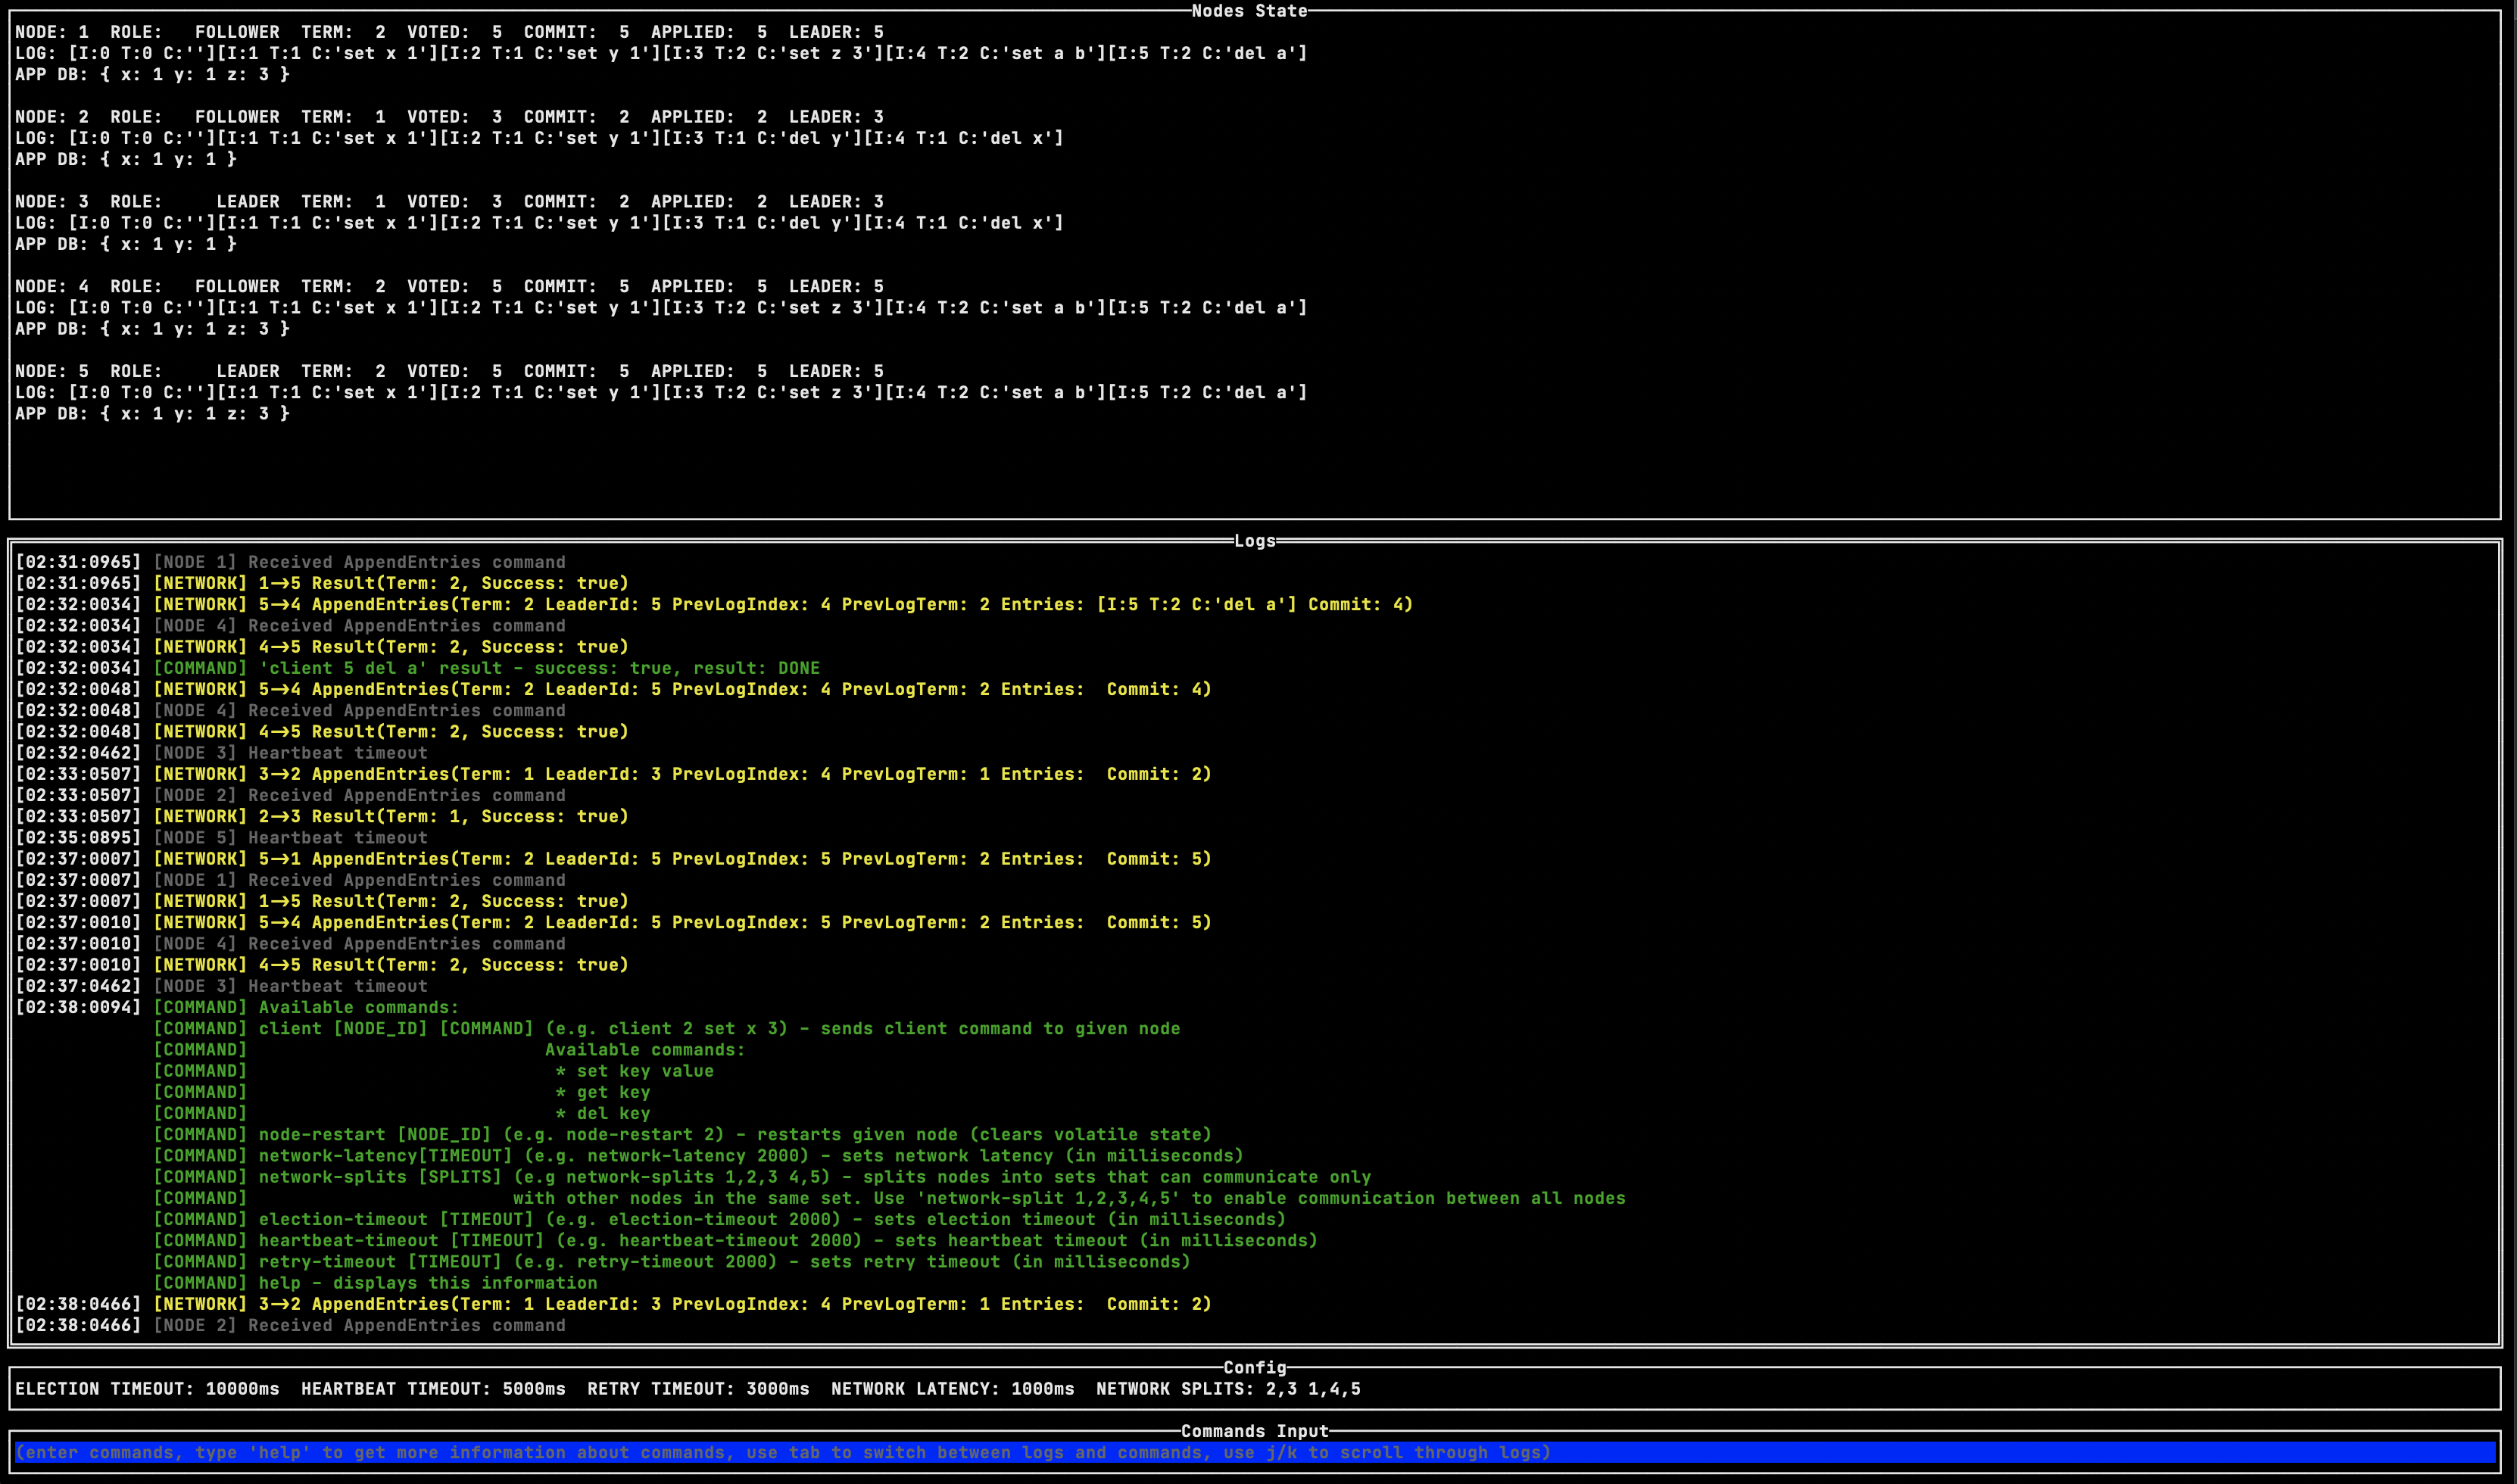 Nodes State
NODE: 1  ROLE:   FOLLOWER  TERM:  2  VOTED:  5  COMMIT:  5  APPLIED:  5  LEADER: 5
LOG: [I:0 T:0 C:''][I:1 T:1 C:'set x 1'][I:2 T:1 C:'set y 1'][I:3 T:2 C:'set z 3'][I:4 T:2 C:'set a b'][I:5 T:2 C:'del a']
APP DB: { x: 1 y: 1 z: 3 }
NODE: 2  ROLE:   FOLLOWER  TERM:  1  VOTED:  3  COMMIT:  2  APPLIED:  2  LEADER: 3
LOG: [I:0 T:0 C:''][I:1 T:1 C:'set x 1'][I:2 T:1 C:'set y 1'][I:3 T:1 C:'del y'][I:4 T:1 C:'del x']
APP DB: { x: 1 y: 1 }
NODE: 3  ROLE:     LEADER  TERM:  1  VOTED:  3  COMMIT:  2  APPLIED:  2  LEADER: 3
LOG: [I:0 T:0 C:''][I:1 T:1 C:'set x 1'][I:2 T:1 C:'set y 1'][I:3 T:1 C:'del y'][I:4 T:1 C:'del x']
APP DB: { x: 1 y: 1 }
NODE: 4  ROLE:   FOLLOWER  TERM:  2  VOTED:  5  COMMIT:  5  APPLIED:  5  LEADER: 5
LOG: [I:0 T:0 C:''][I:1 T:1 C:'set x 1'][I:2 T:1 C:'set y 1'][I:3 T:2 C:'set z 3'][I:4 T:2 C:'set a b'][I:5 T:2 C:'del a']
APP DB: { x: 1 y: 1 z: 3 }
NODE: 5  ROLE:     LEADER  TERM:  2  VOTED:  5  COMMIT:  5  APPLIED:  5  LEADER: 5
LOG: [I:0 T:0 C:''][I:1 T:1 C:'set x 1'][I:2 T:1 C:'set y 1'][I:3 T:2 C:'set z 3'][I:4 T:2 C:'set a b'][I:5 T:2 C:'del a']
APP DB: { x: 1 y: 1 z: 3 }
Logs
[02:31:0965] [NODE 1] Received AppendEntries command
[02:31:0965] [NETWORK] 1→5 Result(Term: 2, Success: true)
[02:32:0034] [NETWORK] 5→4 AppendEntries(Term: 2 LeaderId: 5 PrevLogIndex: 4 PrevLogTerm: 2 Entries: [I:5 T:2 C:'del a'] Commit: 4)
[02:32:0034] [NODE 4] Received AppendEntries command
[02:32:0034] [NETWORK] 4→5 Result(Term: 2, Success: true)
[02:32:0034] [COMMAND] 'client 5 del a' result - success: true, result: DONE
[02:32:0048] [NETWORK] 5→4 AppendEntries(Term: 2 LeaderId: 5 PrevLogIndex: 4 PrevLogTerm: 2 Entries:  Commit: 4)
[02:32:0048] [NODE 4] Received AppendEntries command
[02:32:0048] [NETWORK] 4→5 Result(Term: 2, Success: true)
[02:32:0462] [NODE 3] Heartbeat timeout
[02:33:0507] [NETWORK] 3→2 AppendEntries(Term: 1 LeaderId: 3 PrevLogIndex: 4 PrevLogTerm: 1 Entries:  Commit: 2)
[02:33:0507] [NODE 2] Received AppendEntries command
[02:33:0507] [NETWORK] 2→3 Result(Term: 1, Success: true)
[02:35:0895] [NODE 5] Heartbeat timeout
[02:37:0007] [NETWORK] 5→1 AppendEntries(Term: 2 LeaderId: 5 PrevLogIndex: 5 PrevLogTerm: 2 Entries:  Commit: 5)
[02:37:0007] [NODE 1] Received AppendEntries command
[02:37:0007] [NETWORK] 1→5 Result(Term: 2, Success: true)
[02:37:0010] [NETWORK] 5→4 AppendEntries(Term: 2 LeaderId: 5 PrevLogIndex: 5 PrevLogTerm: 2 Entries:  Commit: 5)
[02:37:0010] [NODE 4] Received AppendEntries command
[02:37:0010] [NETWORK] 4→5 Result(Term: 2, Success: true)
[02:37:0462] [NODE 3] Heartbeat timeout
[02:38:0094] [COMMAND] Available commands:
[COMMAND] client [NODE_ID] [COMMAND] (e.g. client 2 set x 3) - sends client command to given node
[COMMAND] Available commands:
[COMMAND] * set key value
[COMMAND] * get key
[COMMAND] * del key
[COMMAND] node-restart [NODE_ID] (e.g. node-restart 2) - restarts given node (clears volatile state)
[COMMAND] network-latency[TIMEOUT] (e.g. network-latency 2000) - sets network latency (in milliseconds)
[COMMAND] network-splits [SPLITS] (e.g network-splits 1,2,3 4,5) - splits nodes into sets that can communicate only
[COMMAND] with other nodes in the same set. Use 'network-split 1,2,3,4,5' to enable communication between all nodes
[COMMAND] election-timeout [TIMEOUT] (e.g. election-timeout 2000) - sets election timeout (in milliseconds)
[COMMAND] heartbeat-timeout [TIMEOUT] (e.g. heartbeat-timeout 2000) - sets heartbeat timeout (in milliseconds)
[COMMAND] retry-timeout [TIMEOUT] (e.g. retry-timeout 2000) - sets retry timeout (in milliseconds)
[COMMAND] help - displays this information
[02:38:0466] [NETWORK] 3→2 AppendEntries(Term: 1 LeaderId: 3 PrevLogIndex: 4 PrevLogTerm: 1 Entries:  Commit: 2)
[02:38:0466] [NODE 2] Received AppendEntries command
Config
ELECTION TIMEOUT: 10000ms  HEARTBEAT TIMEOUT: 5000ms  RETRY TIMEOUT: 3000ms  NETWORK LATENCY: 1000ms  NETWORK SPLITS: 2,3 1,4,5
Commands Input
(enter commands, type 'help' to get more information about commands, use tab to switch between logs and commands, use j/k to scroll through logs)